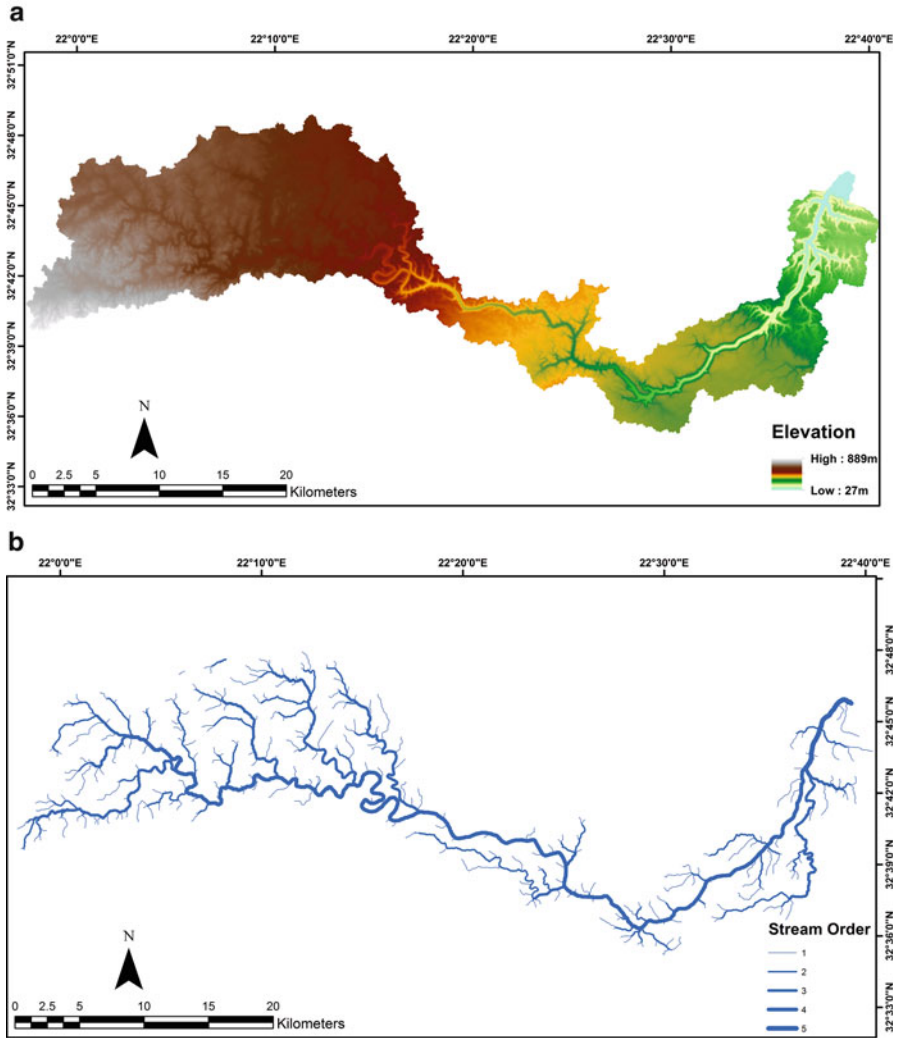 a
22°0'0"E 22°10'0"E 22°20'0"E 22°30'0"E 22°40'0"E
32°51'0"N
32°48'0"N
32°45'0"N
32°42'0"N
32°39'0"N
32°36'0"N
32°33'0"N
N
0 2.5 5 10 15 20
Kilometers
Elevation
High : 889m
Low : 27m
b
22°0'0"E 22°10'0"E 22°20'0"E 22°30'0"E 22°40'0"E
32°48'0"N
32°45'0"N
32°42'0"N
32°39'0"N
32°36'0"N
32°33'0"N
N
0 2.5 5 10 15 20
Kilometers
Stream Order
1
2
3
4
5